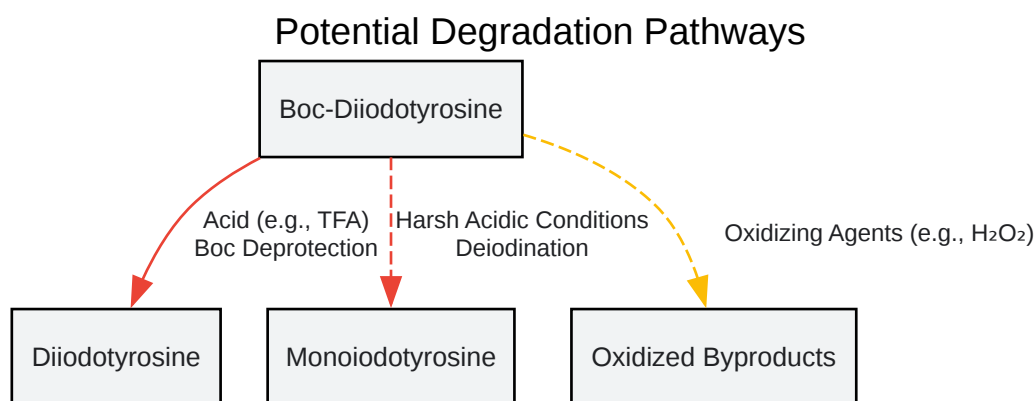 Potential Degradation Pathways
Boc-Diiodotyrosine
Acid (e.g., TFA)
Boc Deprotection
Harsh Acidic Conditions
Deiodination
Oxidizing Agents (e.g., H₂O₂)
Diiodotyrosine
Monoiodotyrosine
Oxidized Byproducts